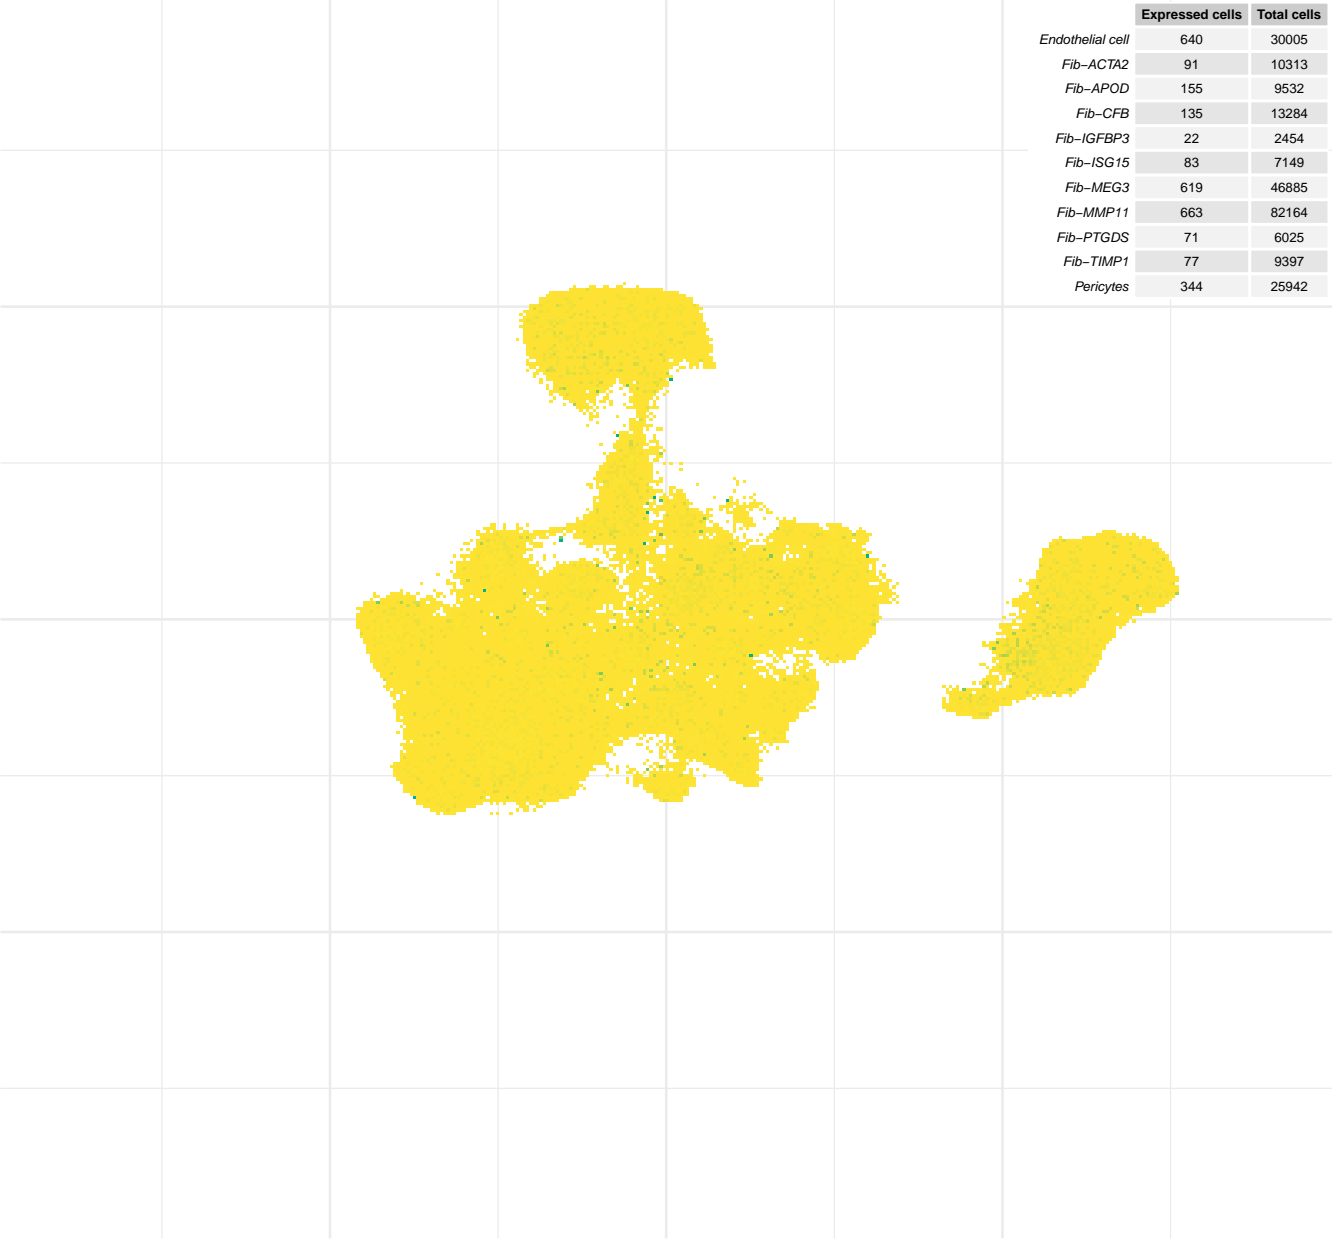 Expressed cells Total cells
Endothelial cell 640 30005
Fib−ACTA2 91 10313
Fib−APOD 155 9532
Fib−CFB 135 13284
Fib−IGFBP3 22 2454
Fib−ISG15 83 7149
Fib−MEG3 619 46885
Fib−MMP11 663 82164
Fib−PTGDS 71 6025
Fib−TIMP1 77 9397
Pericytes 344 25942